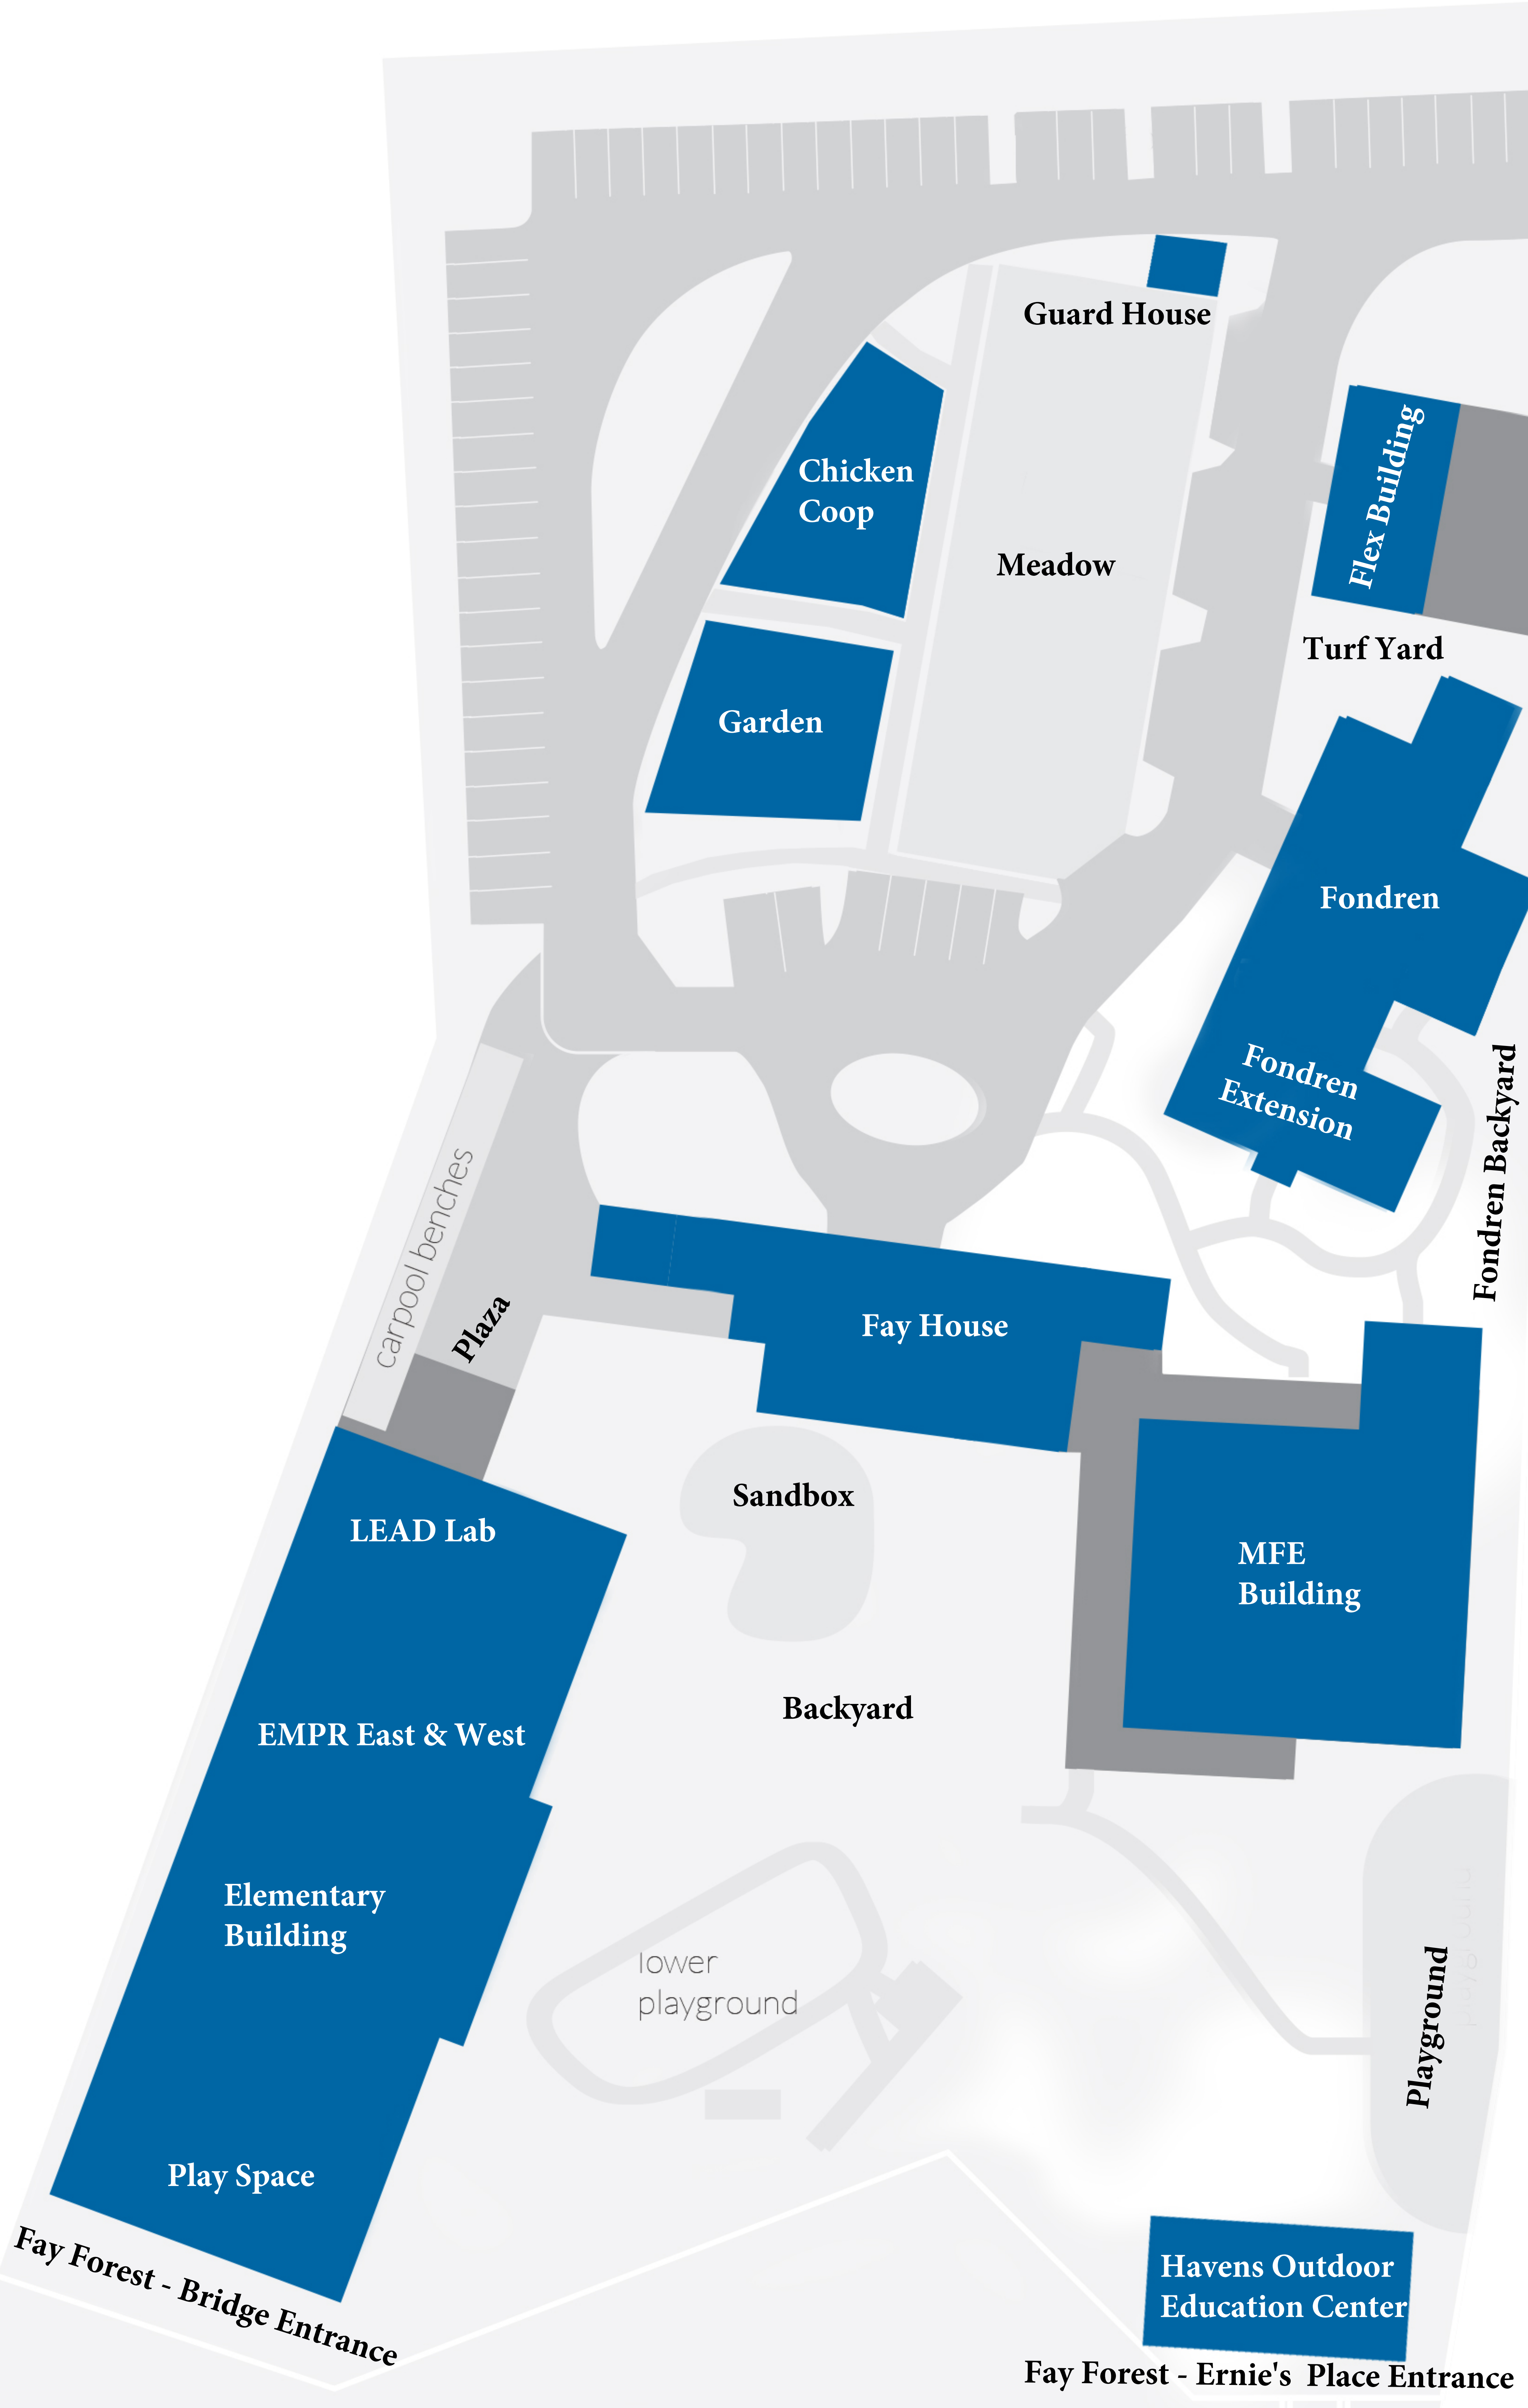 Guard House
Flex Building
Chicken
Coop
Meadow
Turf Yard
Garden
Fondren
Fondren
Extension
Fondren Backyard
carpool benches
Plaza
Fay House
Sandbox
LEAD Lab
MFE
Building
Backyard
EMPR East & West
Elementary
Building
lower
playground
playground
Playground
Play Space
Fay Forest - Bridge Entrance
Havens Outdoor
Education Center
Fay Forest - Ernie's Place Entrance